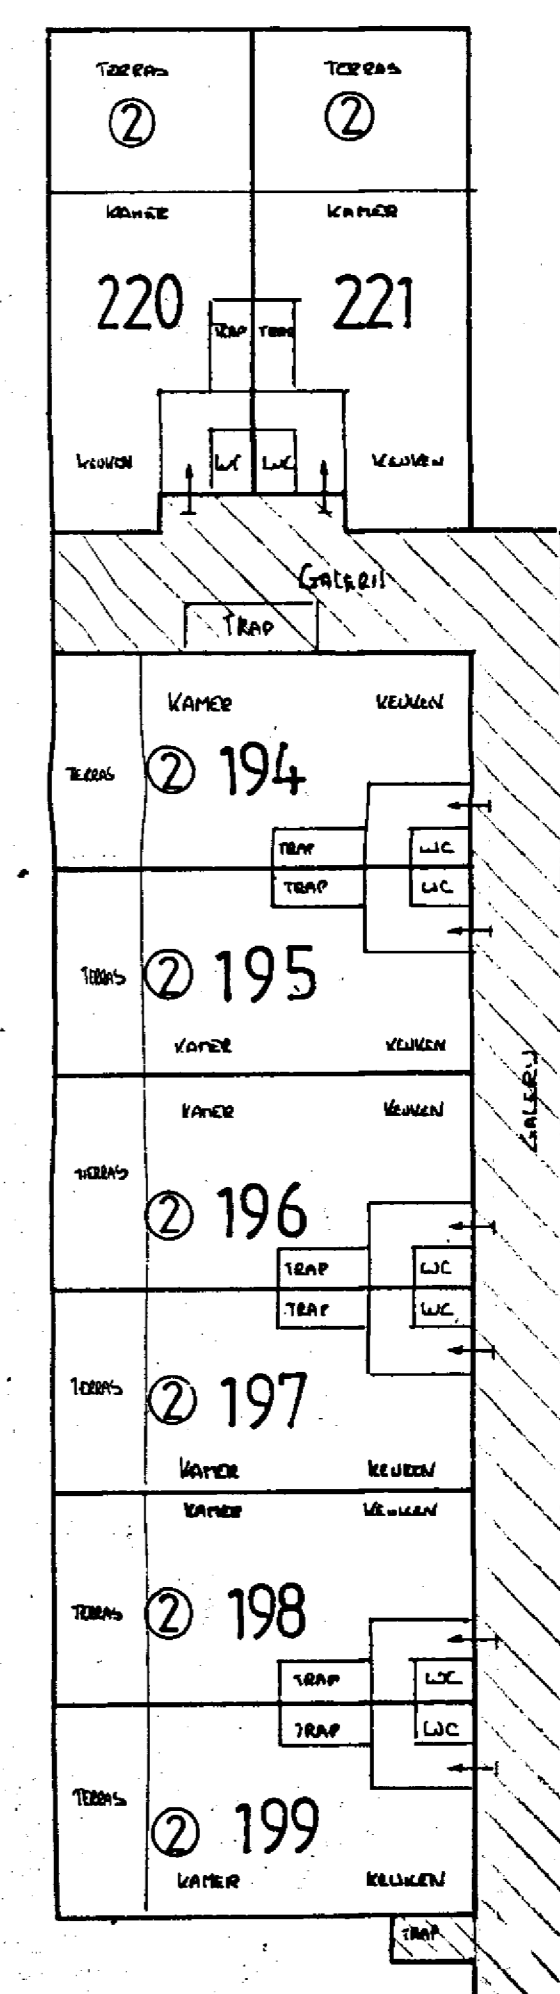 TERRAS TERRAS
2 2
KAMER KAMER
220 221
TRAP TRAP
KEUKEN WC WC KEUKEN
GALERIJ
TRAP
KAMER KEUKEN
TERRAS 2 194
TRAP WC
TRAP WC
TERRAS 2 195
KAMER KEUKEN
GALERIJ
KAMER KEUKEN
TERRAS
2 196
TRAP WC
TRAP WC
TERRAS 2 197
KAMER KEUKEN
KAMER KEUKEN
TERRAS 2 198
TRAP WC
TRAP WC
TERRAS
2 199
KAMER KEUKEN
TRAP